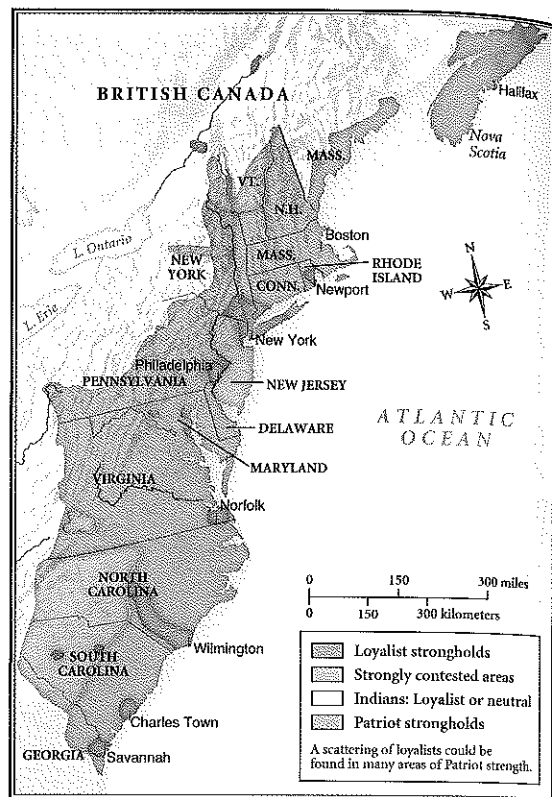 BRITISH CANADA
Halifax
Nova
Scotia
MASS.
VT.
N.H.
L. Ontario
Boston
NEW
YORK
MASS.
RHODE
ISLAND
CONN.
Newport
L. Erie
N
W
E
S
New York
Philadelphia
PENNSYLVANIA
NEW JERSEY
ATLANTIC
OCEAN
DELAWARE
MARYLAND
VIRGINIA
Norfolk
NORTH
CAROLINA
0 150 300 miles
0 150 300 kilometers
Wilmington
SOUTH
CAROLINA
Charles Town
GEORGIA
Savannah
Loyalist strongholds
Strongly contested areas
Indians: Loyalist or neutral
Patriot strongholds
A scattering of loyalists could be
found in many areas of Patriot strength.